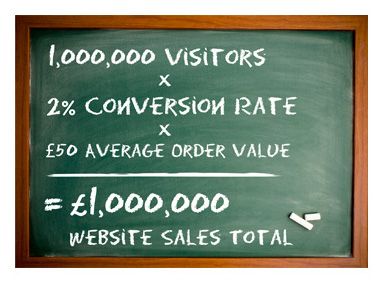 1,000,000 VISITORS
x
2% CONVERSION RATE
x
£50 AVERAGE ORDER VALUE
= £1,000,000
WEBSITE SALES TOTAL